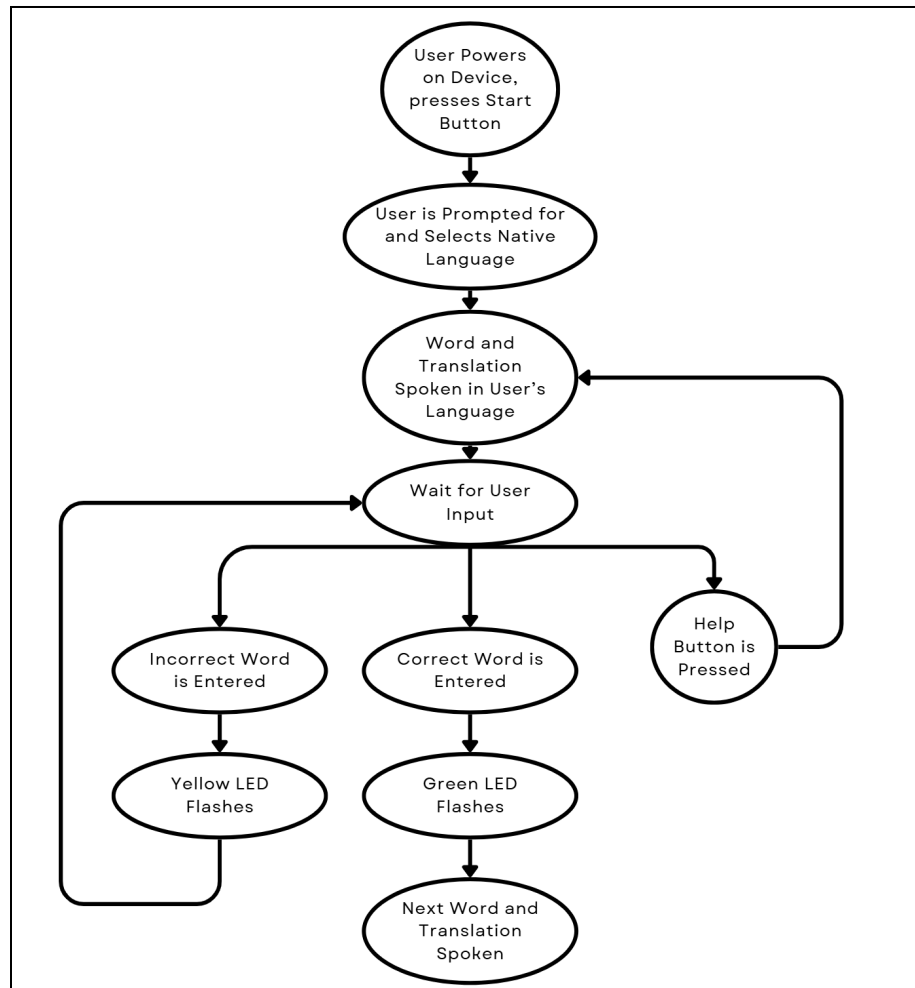 User Powers
on Device,
presses Start
Button
User is Prompted for
and Selects Native
Language
Word and
Translation
Spoken in User’s
Language
Wait for User
Input
Incorrect Word
is Entered
Correct Word is
Entered
Help
Button is
Pressed
Yellow LED
Flashes
Green LED
Flashes
Next Word and
Translation
Spoken